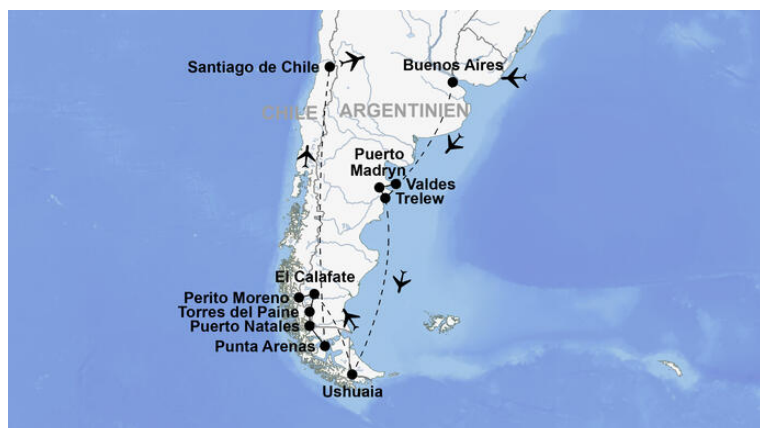 Santiago de Chile
Buenos Aires
CHILE
ARGENTINIEN
Puerto
Madryn
Valdes
Trelew
El Calafate
Perito Moreno
Torres del Paine
Puerto Natales
Punta Arenas
Ushuaia